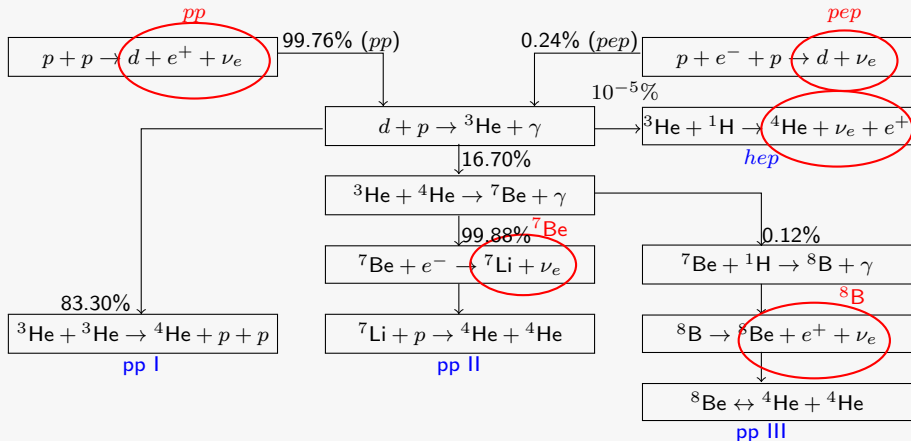 pp
pep
99.76% (pp)
0.24% (pep)
p + p → d + e⁺ + νₑ
p + e⁻ + p → d + νₑ
10⁻⁵%
d + p → ³He + γ
³He + ¹H → ⁴He + νₑ + e⁺
hep
16.70%
³He + ⁴He → ⁷Be + γ
⁷Be
99.88%
0.12%
⁷Be + e⁻ → ⁷Li + νₑ
⁷Be + ¹H → ⁸B + γ
⁸B
83.30%
³He + ³He → ⁴He + p + p
⁷Li + p → ⁴He + ⁴He
⁸B → ⁸Be + e⁺ + νₑ
pp I
pp II
⁸Be ↔ ⁴He + ⁴He
pp III